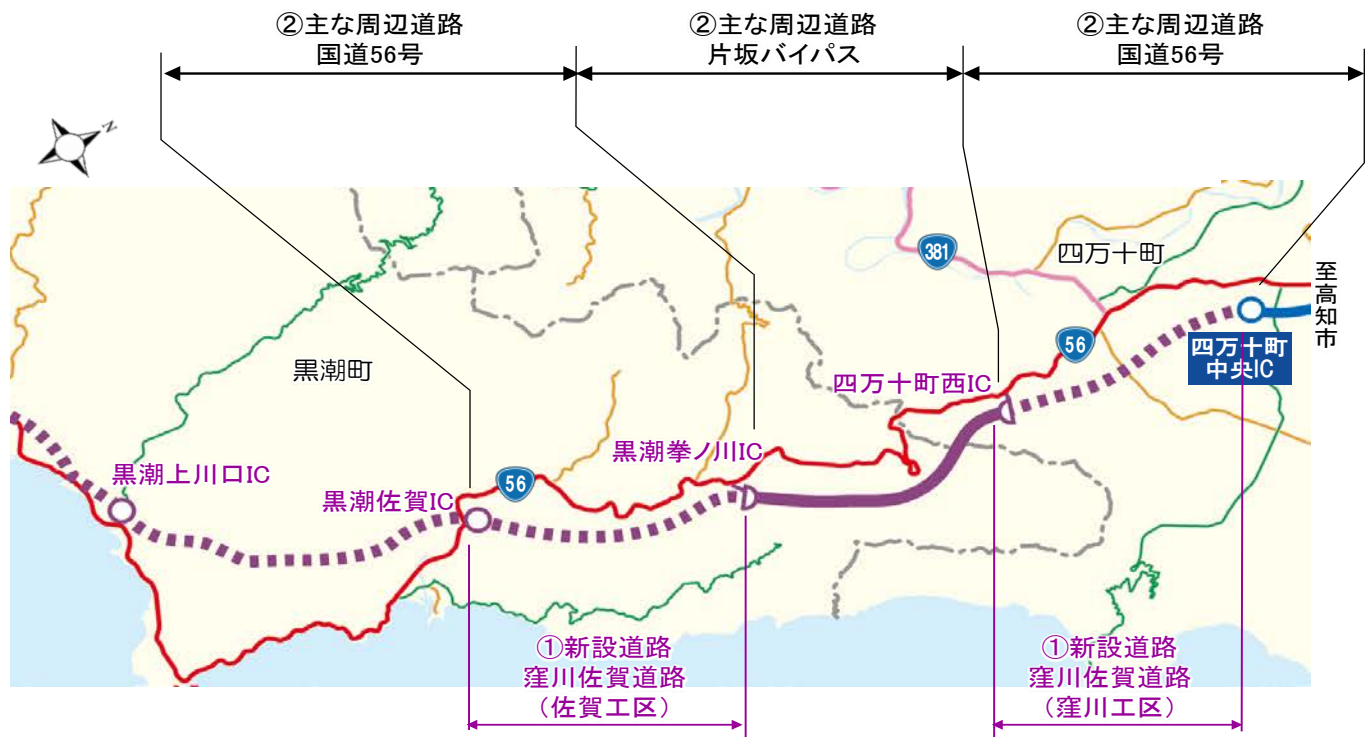 ②主な周辺道路
国道56号
②主な周辺道路
片坂バイパス
②主な周辺道路
国道56号
N
381
四万十町
至高知市
56
四万十町
中央IC
黒潮町
四万十町西IC
黒潮拳ノ川IC
黒潮上川口IC
黒潮佐賀IC
56
①新設道路
窪川佐賀道路
（佐賀工区）
①新設道路
窪川佐賀道路
（窪川工区）